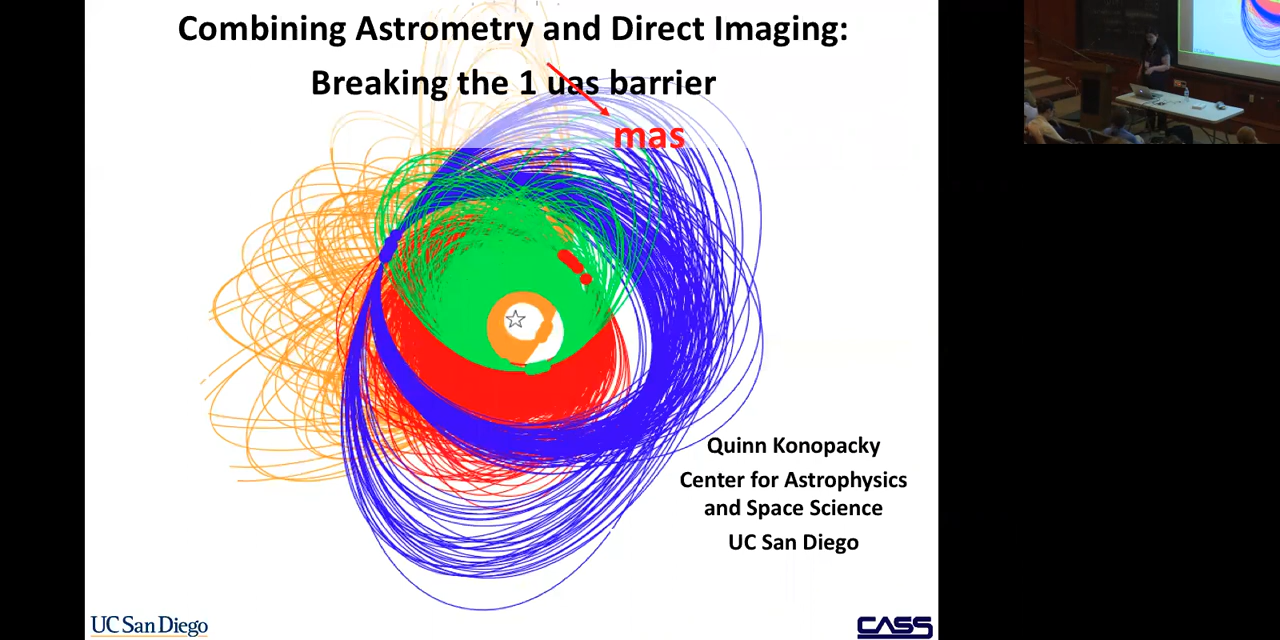 Combining Astrometry and Direct Imaging:
Breaking the 1 uas barrier
mas
Quinn Konopacky
Center for Astrophysics
and Space Science
UC San Diego
UC San Diego
CASS